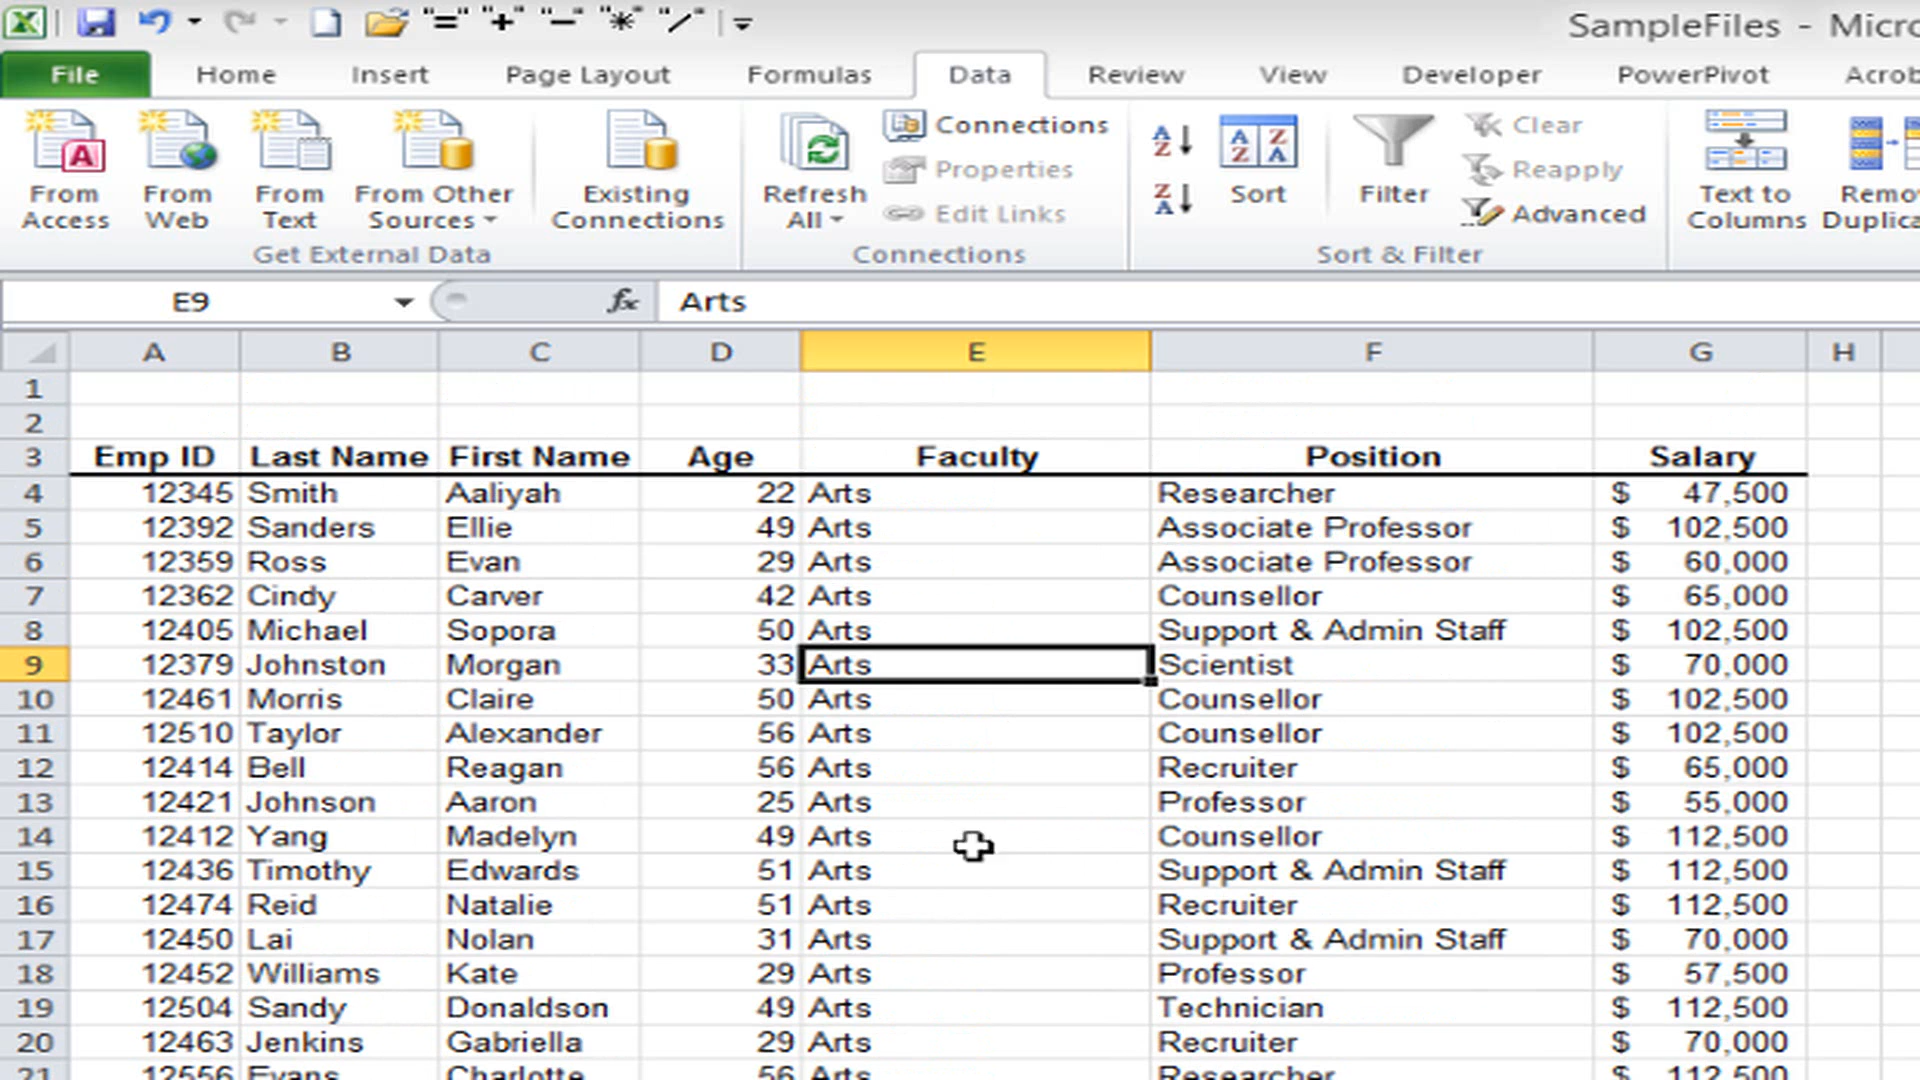 "=" "+" "−" "*" "/" SampleFiles - Micro
File Home Insert Page Layout Formulas Data Review View Developer PowerPivot Acrob
From Access From Web From Text From Other Sources Existing Connections Refresh All Connections Properties Edit Links Sort Filter Clear Reapply Advanced Text to Columns Remov Duplica
Get External Data Connections Sort & Filter
E9 fx Arts
A B C D E F G H
1
2
3 Emp ID Last Name First Name Age Faculty Position Salary
4 12345 Smith Aaliyah 22 Arts Researcher $ 47,500
5 12392 Sanders Ellie 49 Arts Associate Professor $ 102,500
6 12359 Ross Evan 29 Arts Associate Professor $ 60,000
7 12362 Cindy Carver 42 Arts Counsellor $ 65,000
8 12405 Michael Sopora 50 Arts Support & Admin Staff $ 102,500
9 12379 Johnston Morgan 33 Arts Scientist $ 70,000
10 12461 Morris Claire 50 Arts Counsellor $ 102,500
11 12510 Taylor Alexander 56 Arts Counsellor $ 102,500
12 12414 Bell Reagan 56 Arts Recruiter $ 65,000
13 12421 Johnson Aaron 25 Arts Professor $ 55,000
14 12412 Yang Madelyn 49 Arts Counsellor $ 112,500
15 12436 Timothy Edwards 51 Arts Support & Admin Staff $ 112,500
16 12474 Reid Natalie 51 Arts Recruiter $ 112,500
17 12450 Lai Nolan 31 Arts Support & Admin Staff $ 70,000
18 12452 Williams Kate 29 Arts Professor $ 57,500
19 12504 Sandy Donaldson 49 Arts Technician $ 112,500
20 12463 Jenkins Gabriella 29 Arts Recruiter $ 70,000
21 12556 Evans Charlotte 56 Arts Researcher $ 112,500